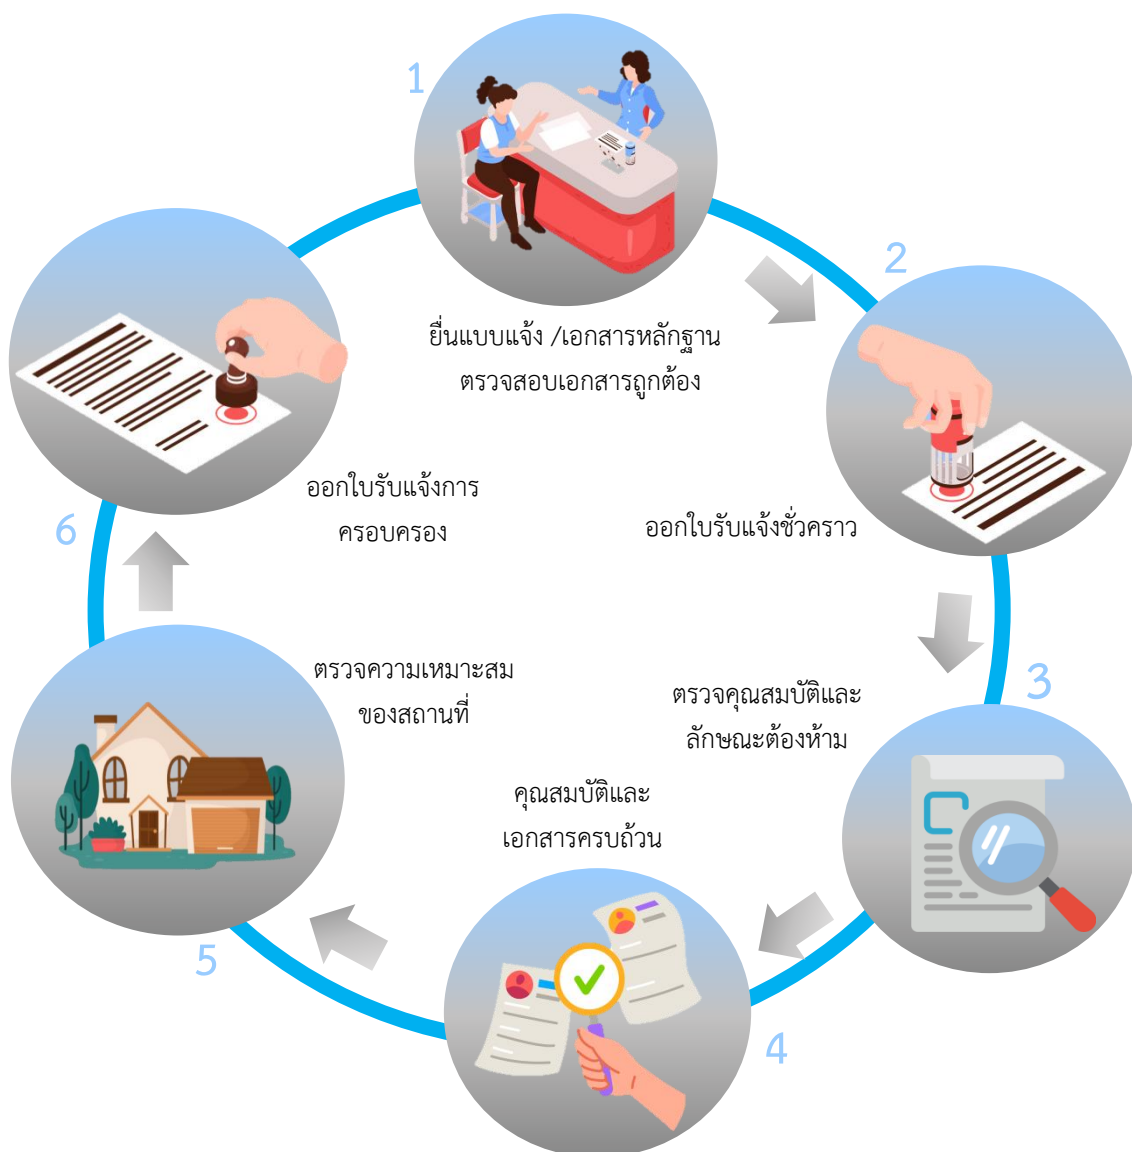 1
ยื่นแบบแจ้ง /เอกสารหลักฐาน
ตรวจสอบเอกสารถูกต้อง
2
ออกใบรับแจ้งชั่วคราว
3
ตรวจคุณสมบัติและ
ลักษณะต้องห้าม
4
คุณสมบัติและ
เอกสารครบถ้วน
5
ตรวจความเหมาะสม
ของสถานที่
6
ออกใบรับแจ้งการ
ครอบครอง